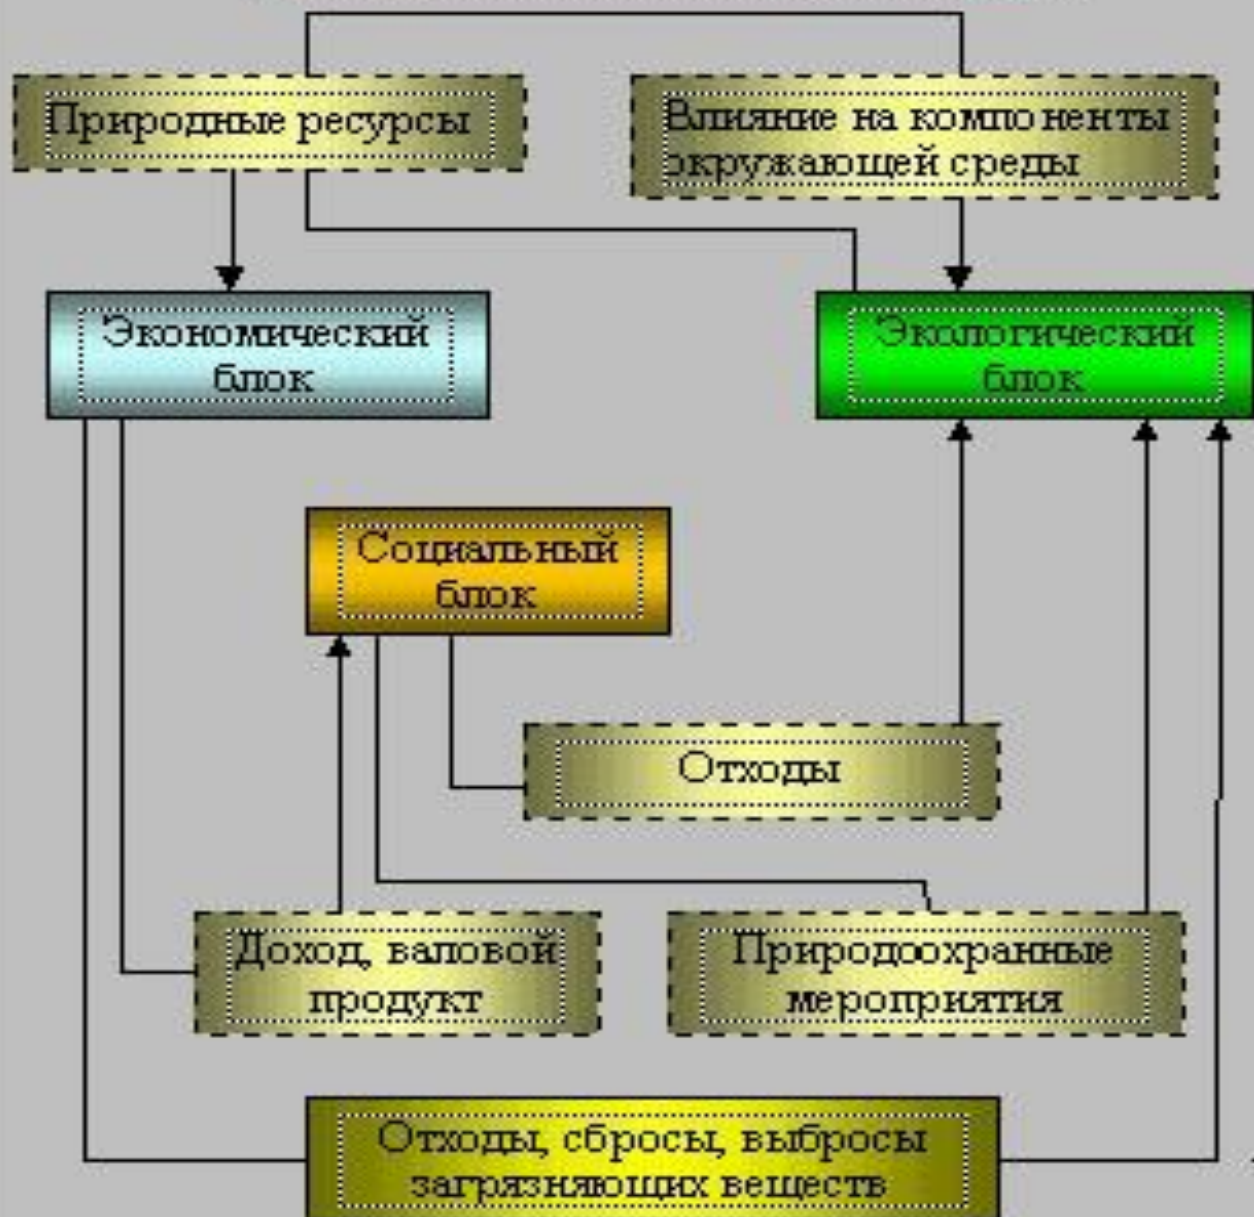 Природные ресурсы
Влияние на компоненты
окружающей среды
Экономический
блок
Экологический
блок
Социальный
блок
Отходы
Доход, валовой
продукт
Природоохранные
мероприятия
Отходы, сбросы, выбросы
загрязняющих веществ